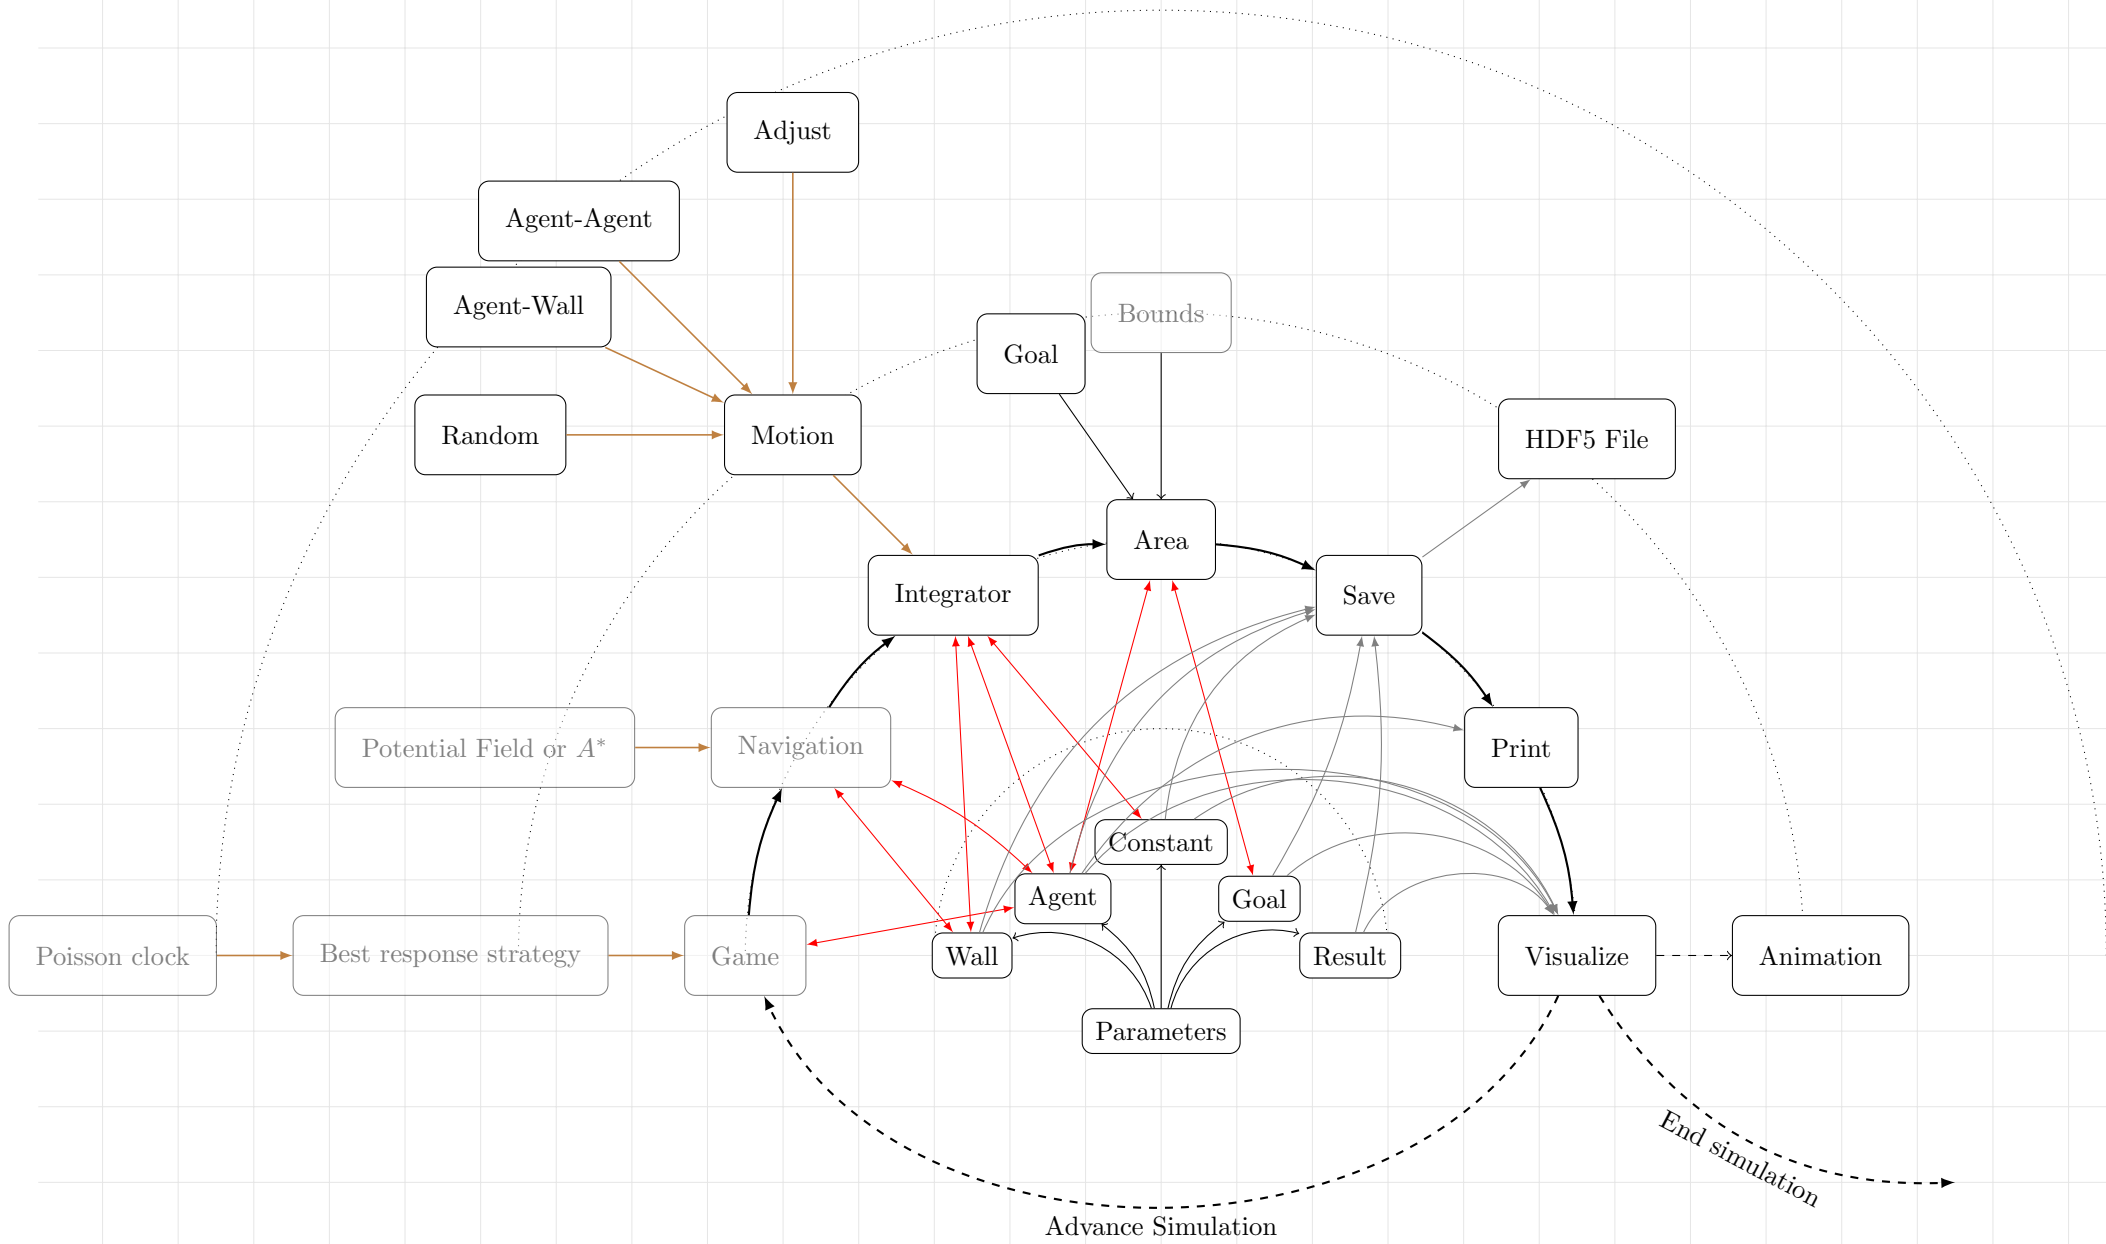 Adjust
Agent-Agent
Agent-Wall
Bounds
Goal
Random
Motion
HDF5 File
Area
Integrator
Save
Potential Field or A*
Navigation
Print
Constant
Agent
Goal
Poisson clock
Best response strategy
Game
Wall
Result
Visualize
Animation
Parameters
End simulation
Advance Simulation